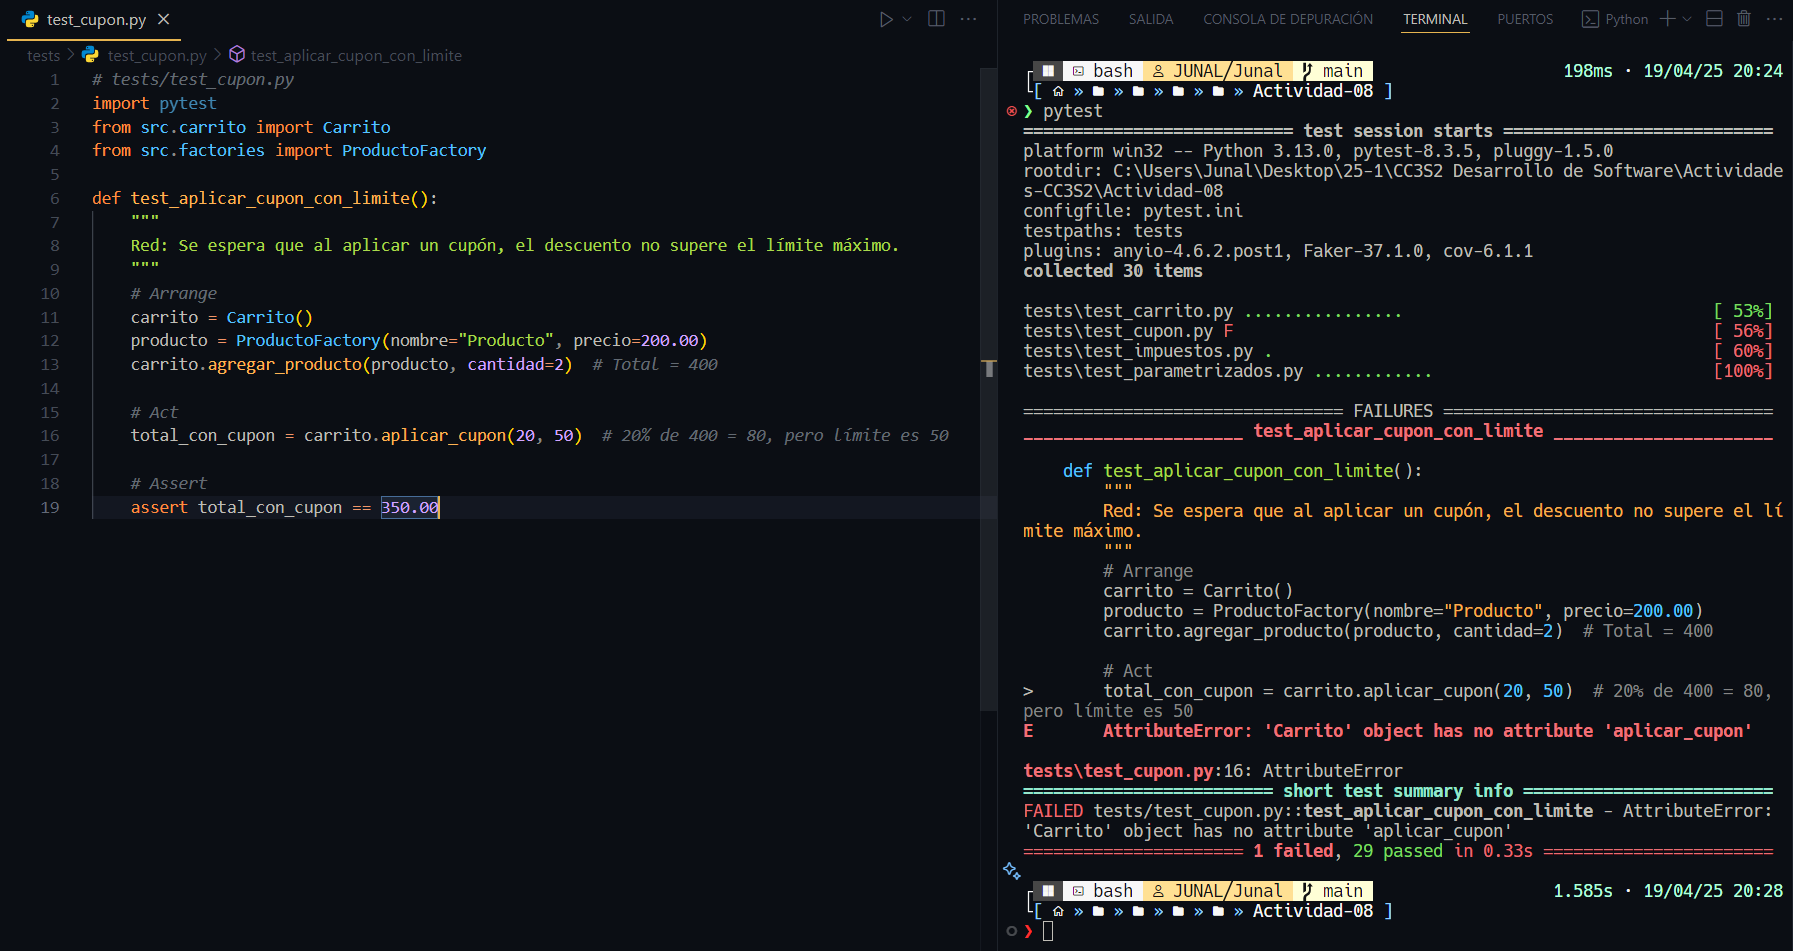 test_cupon.py
tests > test_cupon.py > test_aplicar_cupon_con_limite
1 # tests/test_cupon.py
2 import pytest
3 from src.carrito import Carrito
4 from src.factories import ProductoFactory
5
6 def test_aplicar_cupon_con_limite():
7     """
8     Red: Se espera que al aplicar un cupón, el descuento no supere el límite máximo.
9     """
10     # Arrange
11     carrito = Carrito()
12     producto = ProductoFactory(nombre="Producto", precio=200.00)
13     carrito.agregar_producto(producto, cantidad=2)  # Total = 400
14
15     # Act
16     total_con_cupon = carrito.aplicar_cupon(20, 50)  # 20% de 400 = 80, pero límite es 50
17
18     # Assert
19     assert total_con_cupon == 350.00
PROBLEMAS SALIDA CONSOLA DE DEPURACIÓN TERMINAL PUERTOS Python
bash JUNAL/Junal main 198ms · 19/04/25 20:24
[ » » » » » Actividad-08 ]
❯ pytest
=========================== test session starts ===========================
platform win32 -- Python 3.13.0, pytest-8.3.5, pluggy-1.5.0
rootdir: C:\Users\Junal\Desktop\25-1\CC3S2 Desarrollo de Software\Actividade
s-CC3S2\Actividad-08
configfile: pytest.ini
testpaths: tests
plugins: anyio-4.6.2.post1, Faker-37.1.0, cov-6.1.1
collected 30 items
tests\test_carrito.py ................ [ 53%]
tests\test_cupon.py F [ 56%]
tests\test_impuestos.py . [ 60%]
tests\test_parametrizados.py ............ [100%]
================================ FAILURES =================================
______________________ test_aplicar_cupon_con_limite ______________________
    def test_aplicar_cupon_con_limite():
        """
        Red: Se espera que al aplicar un cupón, el descuento no supere el lí
mite máximo.
        """
        # Arrange
        carrito = Carrito()
        producto = ProductoFactory(nombre="Producto", precio=200.00)
        carrito.agregar_producto(producto, cantidad=2)  # Total = 400
        # Act
>       total_con_cupon = carrito.aplicar_cupon(20, 50)  # 20% de 400 = 80,
pero límite es 50
E       AttributeError: 'Carrito' object has no attribute 'aplicar_cupon'
tests\test_cupon.py:16: AttributeError
========================= short test summary info =========================
FAILED tests/test_cupon.py::test_aplicar_cupon_con_limite - AttributeError:
'Carrito' object has no attribute 'aplicar_cupon'
====================== 1 failed, 29 passed in 0.33s =======================
bash JUNAL/Junal main 1.585s · 19/04/25 20:28
[ » » » » » Actividad-08 ]
❯